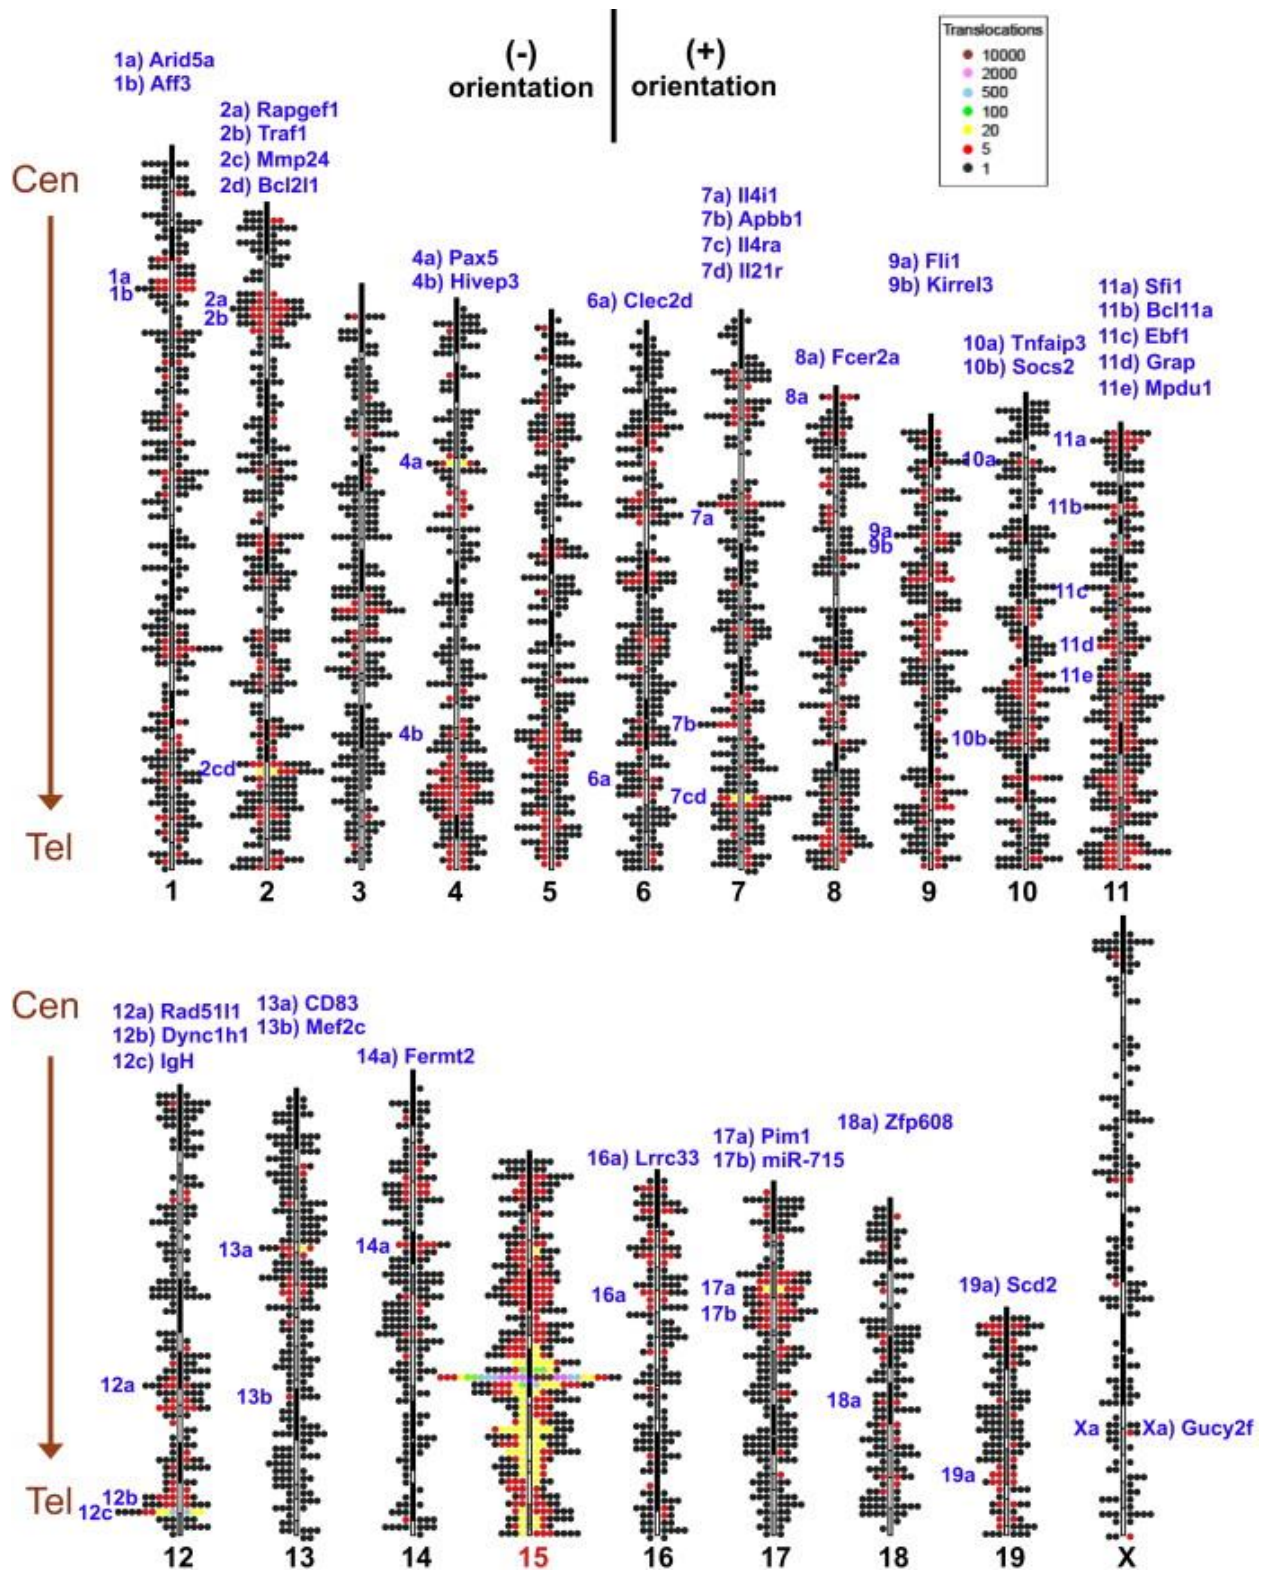 (-)
orientation
(+)
orientation
Translocations
10000
2000
500
100
20
5
1
Cen
Tel
1a) Arid5a
1b) Aff3
2a) Rapgef1
2b) Traf1
2c) Mmp24
2d) Bcl2l1
4a) Pax5
4b) Hivep3
6a) Clec2d
7a) Il4i1
7b) Apbb1
7c) Il4ra
7d) Il21r
8a) Fcer2a
9a) Fli1
9b) Kirrel3
10a) Tnfaip3
10b) Socs2
11a) Sfi1
11b) Bcl11a
11c) Ebf1
11d) Grap
11e) Mpdu1
1a
1b
2a
2b
2cd
4a
4b
6a
7a
7b
7cd
8a
9a
9b
10a
10b
11a
11b
11c
11d
11e
1 2 3 4 5 6 7 8 9 10 11
Cen
Tel
12a) Rad51l1
12b) Dync1h1
12c) IgH
13a) CD83
13b) Mef2c
14a) Fermt2
16a) Lrrc33
17a) Pim1
17b) miR-715
18a) Zfp608
19a) Scd2
Xa) Gucy2f
12a
12b
12c
13a
13b
14a
16a
17a
17b
18a
19a
Xa
12 13 14 15 16 17 18 19 X